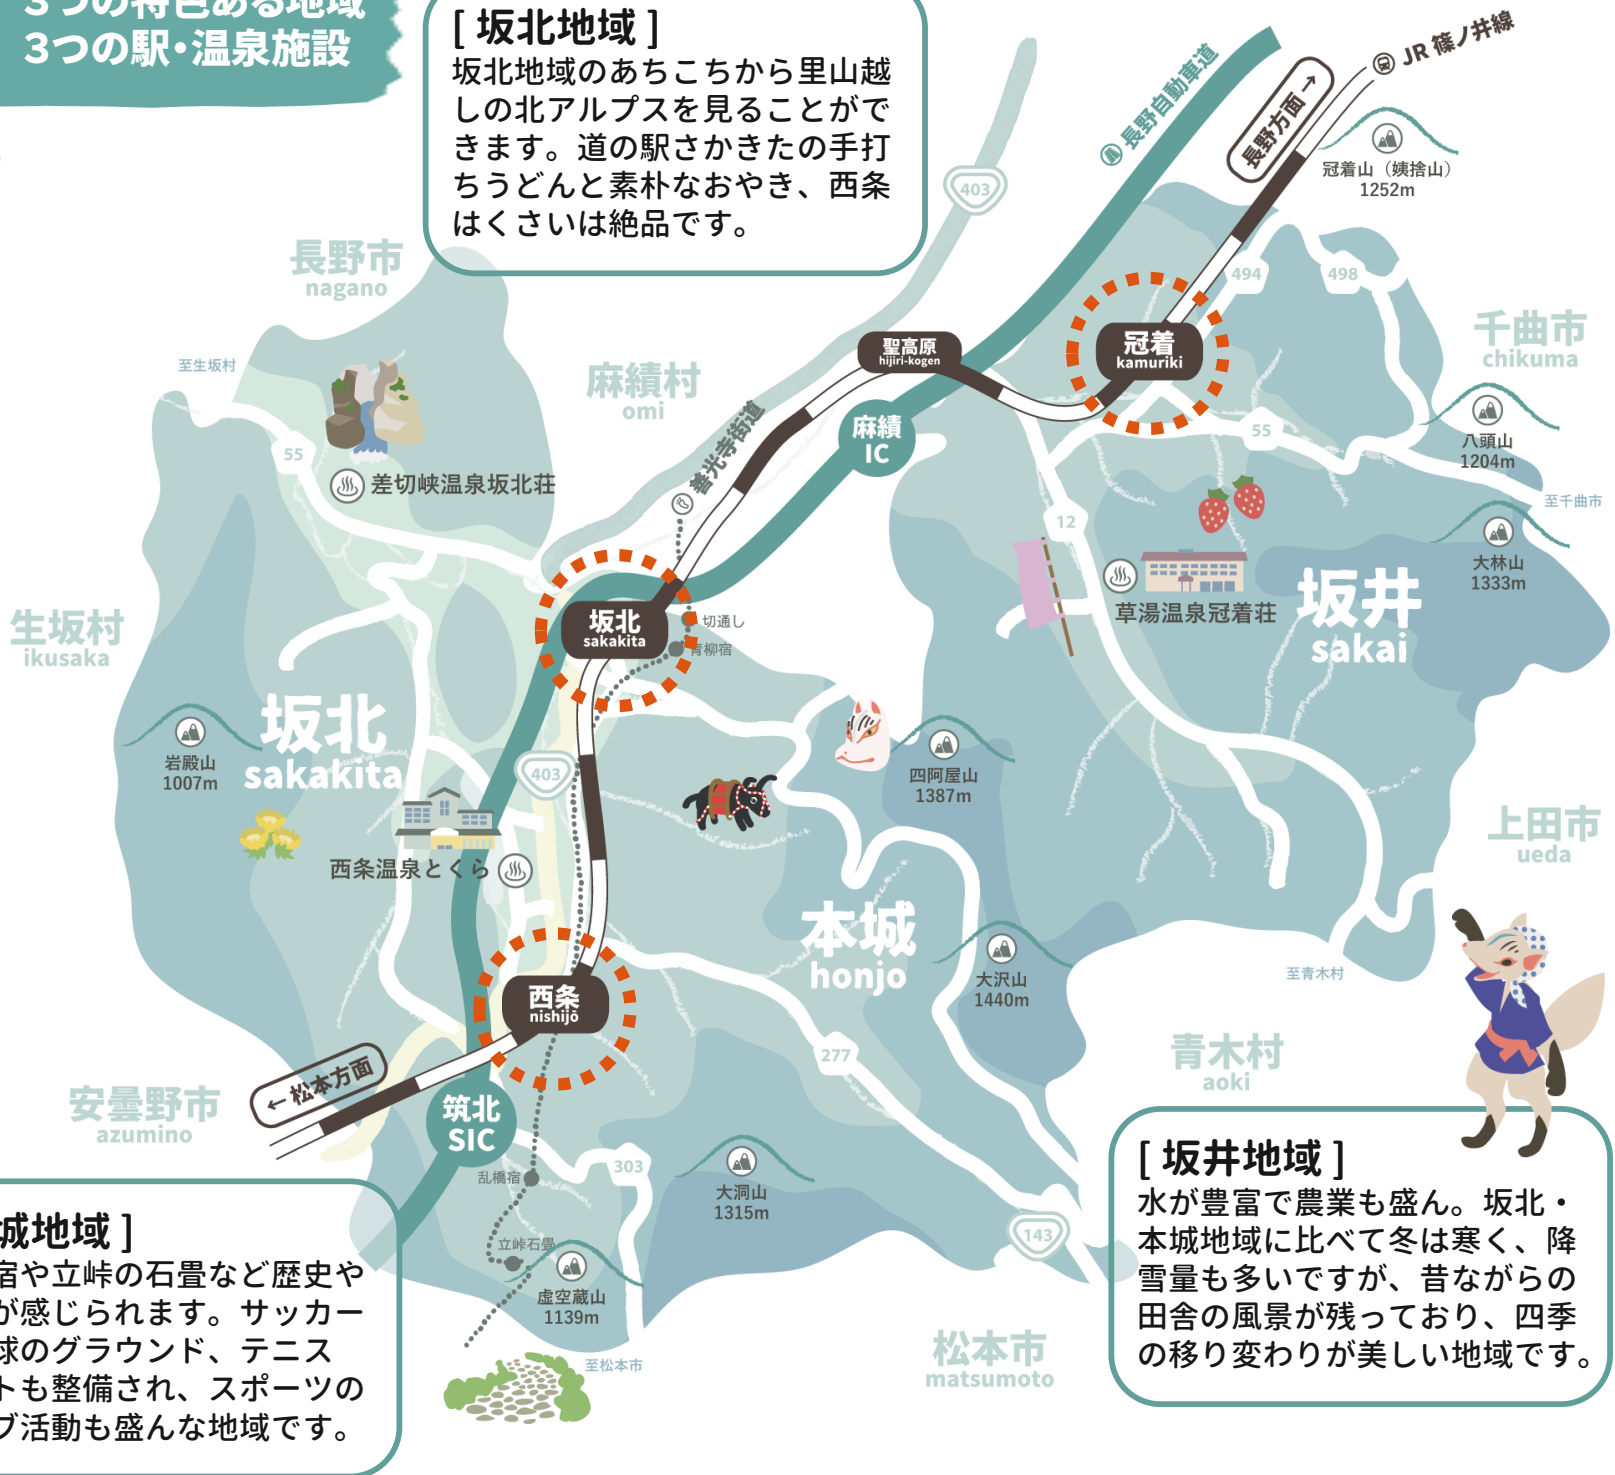 3つの特色ある地域
3つの駅・温泉施設
[ 坂北地域 ]
坂北地域のあちこちから里山越
しの北アルプスを見ることがで
きます。道の駅さかきたの手打
ちうどんと素朴なおやき、西条
はくさいは絶品です。
JR 篠ノ井線
長野自動車道
長野方面→
冠着山（姨捨山）
1252m
403
494
498
長野市
nagano
千曲市
chikuma
至生坂村
麻績村
omi
聖高原
hijiri-kogen
冠着
kamuriki
善光寺街道
麻績
IC
55
55
八頭山
1204m
差切峡温泉坂北荘
至千曲市
12
大林山
1333m
草湯温泉冠着荘
坂井
sakai
生坂村
ikusaka
坂北
sakakita
切通し
青柳宿
坂北
sakakita
岩殿山
1007m
403
四阿屋山
1387m
上田市
ueda
西条温泉とくら
本城
honjo
大沢山
1440m
至青木村
西条
nishijō
青木村
aoki
277
←松本方面
安曇野市
azumino
筑北
SIC
乱橋宿
303
大洞山
1315m
143
立峠石畳
虚空蔵山
1139m
至松本市
松本市
matsumoto
[ 坂井地域 ]
水が豊富で農業も盛ん。坂北・
本城地域に比べて冬は寒く、降
雪量も多いですが、昔ながらの
田舎の風景が残っており、四季
の移り変わりが美しい地域です。
城地域 ]
宿や立峠の石畳など歴史や
が感じられます。サッカー
球のグラウンド、テニス
トも整備され、スポーツの
ブ活動も盛んな地域です。